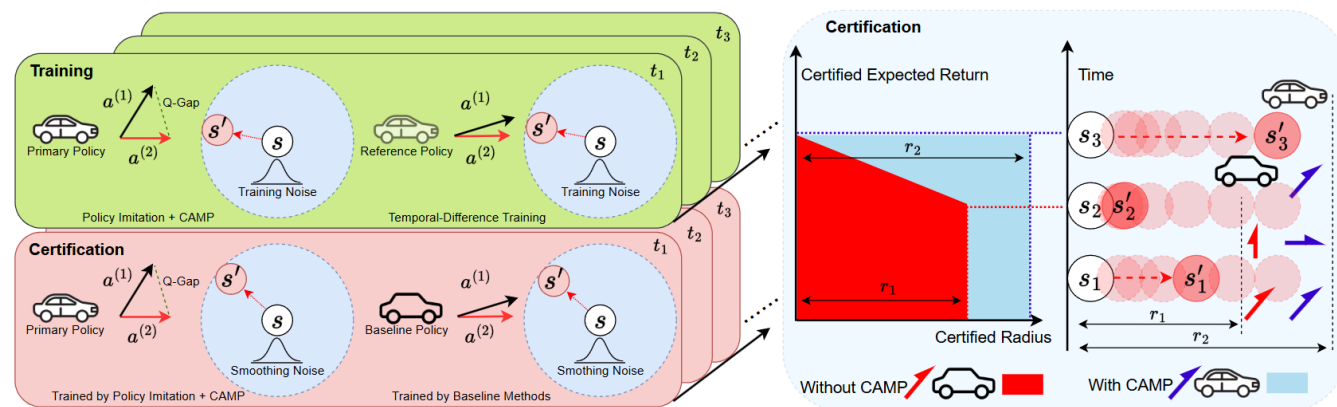 Training
t₁
t₂
t₃
a⁽¹⁾
Q-Gap
a⁽²⁾
Primary Policy
s'
s
Training Noise
Policy Imitation + CAMP
a⁽¹⁾
a⁽²⁾
Reference Policy
s'
s
Training Noise
Temporal-Difference Training
Certification
t₁
t₂
t₃
a⁽¹⁾
Q-Gap
a⁽²⁾
Primary Policy
s'
s
Smoothing Noise
Trained by Policy Imitation + CAMP
a⁽¹⁾
a⁽²⁾
Baseline Policy
s'
s
Smothing Noise
Trained by Baseline Methods
Certification
Certified Expected Return
r₂
r₁
Certified Radius
Time
s₃
s'₃
s₂
s'₂
s₁
s'₁
r₁
r₂
Without CAMP
With CAMP